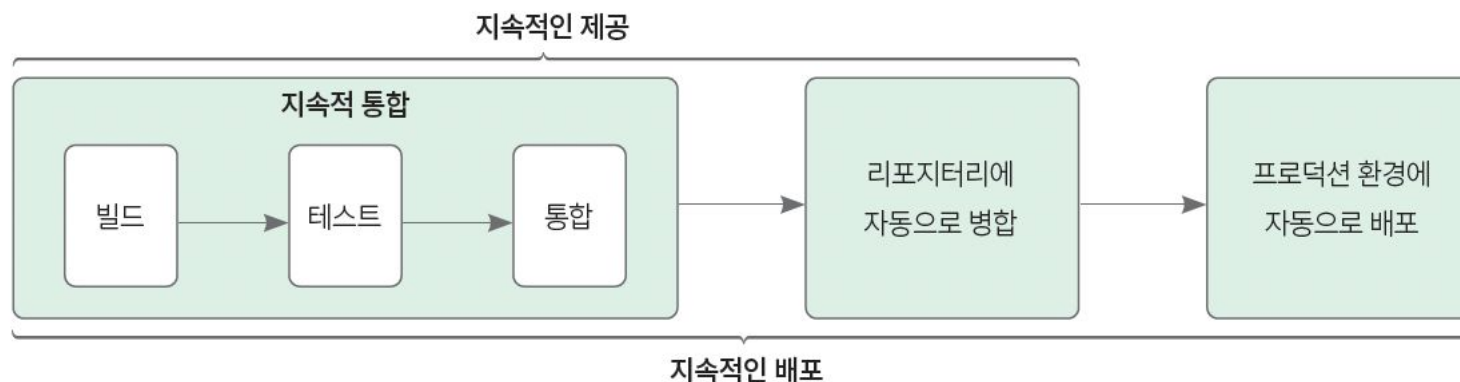 지속적인 제공
지속적 통합
빌드
테스트
통합
리포지터리에
자동으로 병합
프로덕션 환경에
자동으로 배포
지속적인 배포